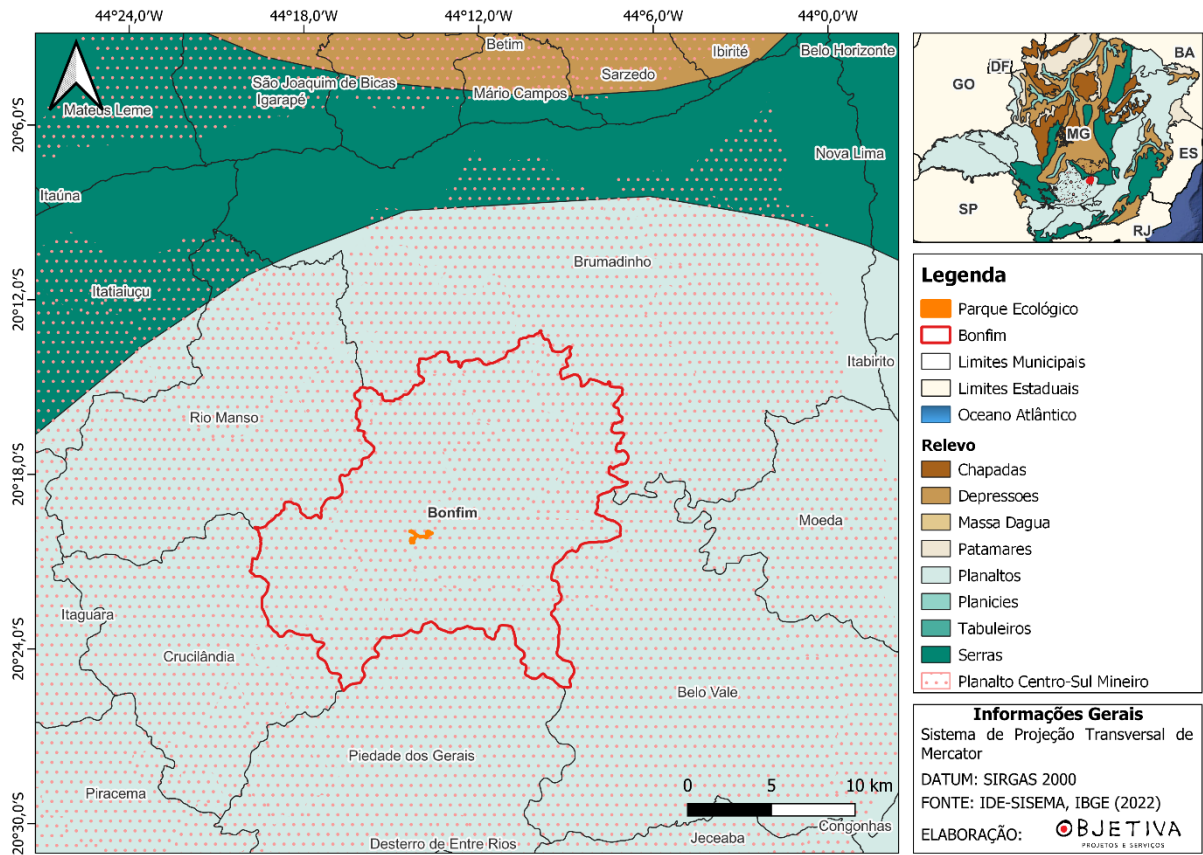 44°24,0'W 44°18,0'W 44°12,0'W 44°6,0'W 44°0,0'W
20°6,0'S
20°12,0'S
20°18,0'S
20°24,0'S
20°30,0'S
Betim
Ibirité
Belo Horizonte
São Joaquim de Bicas
Sarzedo
Igarapé
Mário Campos
Mateus Leme
Nova Lima
Itaúna
Brumadinho
Itatiaiuçu
Itabirito
Rio Manso
Bonfim
Moeda
Itaguara
Crucilândia
Belo Vale
Piedade dos Gerais
Piracema
0 5 10 km
Congonhas
Jeceaba
Desterro de Entre Rios
BA
DF
GO
MG
ES
SP
RJ
Legenda
Parque Ecológico
Bonfim
Limites Municipais
Limites Estaduais
Oceano Atlântico
Relevo
Chapadas
Depressoes
Massa Dagua
Patamares
Planaltos
Planicies
Tabuleiros
Serras
Planalto Centro-Sul Mineiro
Informações Gerais
Sistema de Projeção Transversal de
Mercator
DATUM: SIRGAS 2000
FONTE: IDE-SISEMA, IBGE (2022)
ELABORAÇÃO: OBJETIVA
PROJETOS E SERVIÇOS